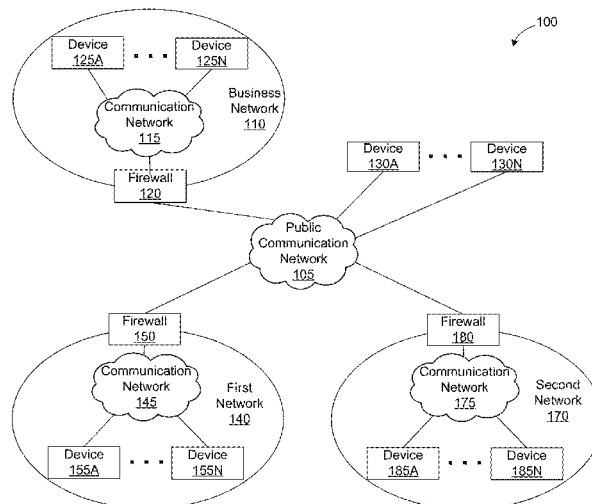 100
Device
125A
Device
125N
Communication
Network
115
Business
Network
110
Firewall
120
Device
130A
Device
130N
Public
Communication
Network
105
Firewall
150
Communication
Network
145
First
Network
140
Device
155A
Device
155N
Firewall
180
Communication
Network
175
Second
Network
170
Device
185A
Device
185N